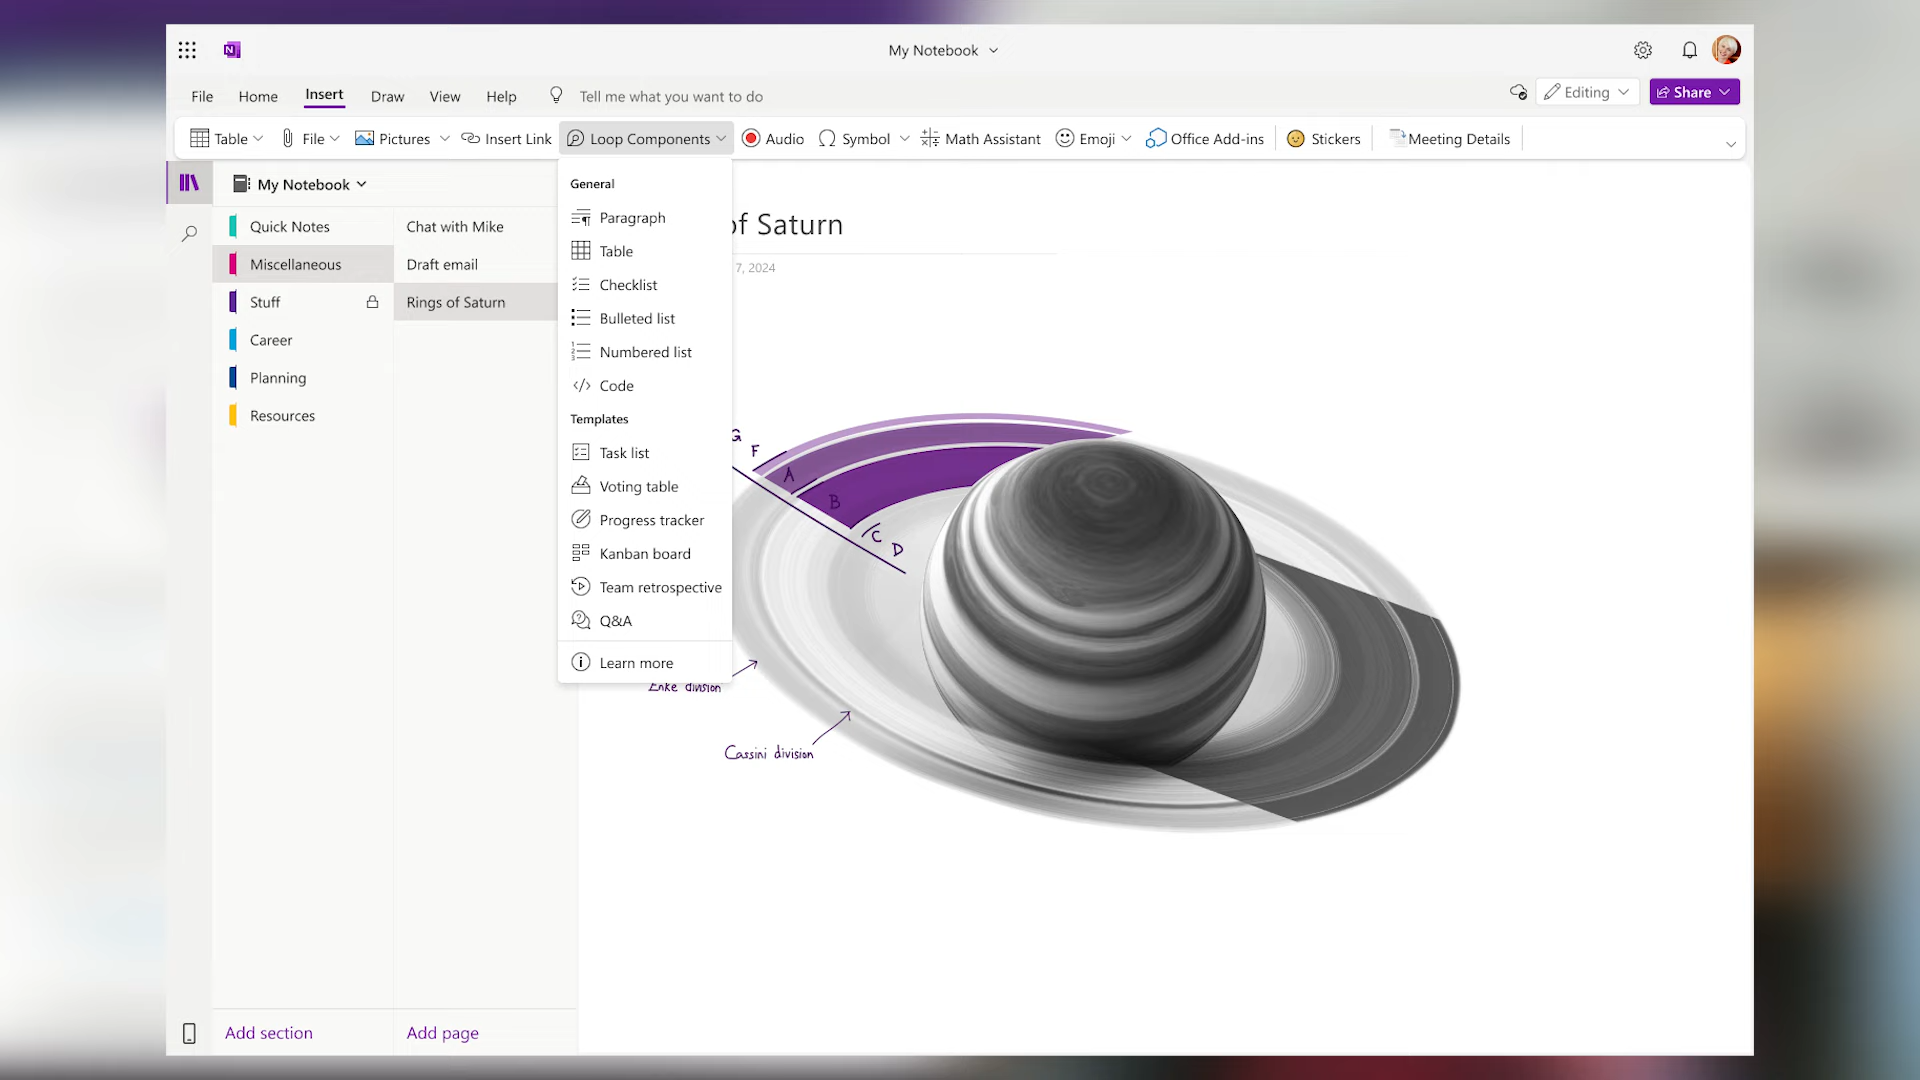 My Notebook
File Home Insert Draw View Help Tell me what you want to do
Editing Share
Table File Pictures Insert Link Loop Components Audio Symbol Math Assistant Emoji Office Add-ins Stickers Meeting Details
My Notebook
Quick Notes
Miscellaneous
Stuff
Career
Planning
Resources
Chat with Mike
Draft email
Rings of Saturn
General
Paragraph
Table
Checklist
Bulleted list
Numbered list
Code
Templates
Task list
Voting table
Progress tracker
Kanban board
Team retrospective
Q&A
Learn more
of Saturn
7, 2024
G
F
A
B
C
D
Enke division
Cassini division
Add section
Add page